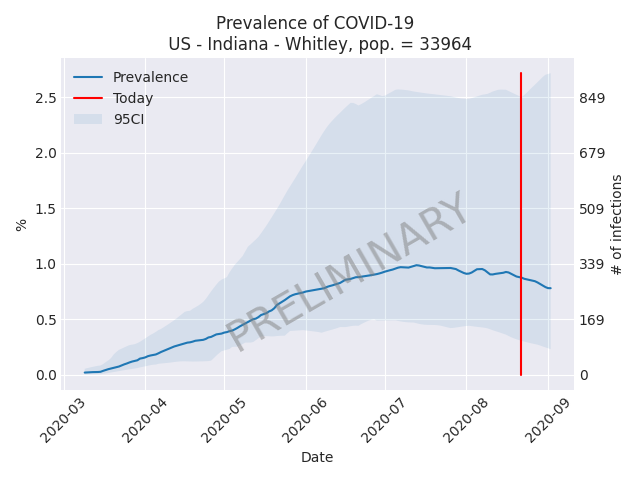 Prevalence of COVID-19
US - Indiana - Whitley, pop. = 33964
Prevalence
Today
95CI
2.5
2.0
1.5
1.0
0.5
0.0
%
849
679
509
339
169
0
# of infections
PRELIMINARY
2020-03
2020-04
2020-05
2020-06
2020-07
2020-08
2020-09
Date